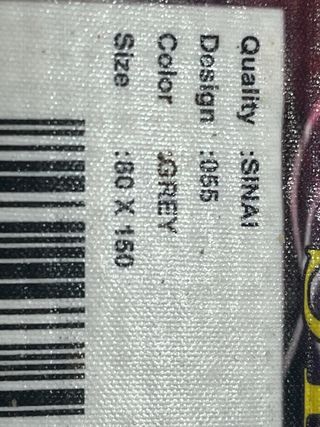 Quality :SINAI
Design :055
Color :GREY
Size :80 X 150